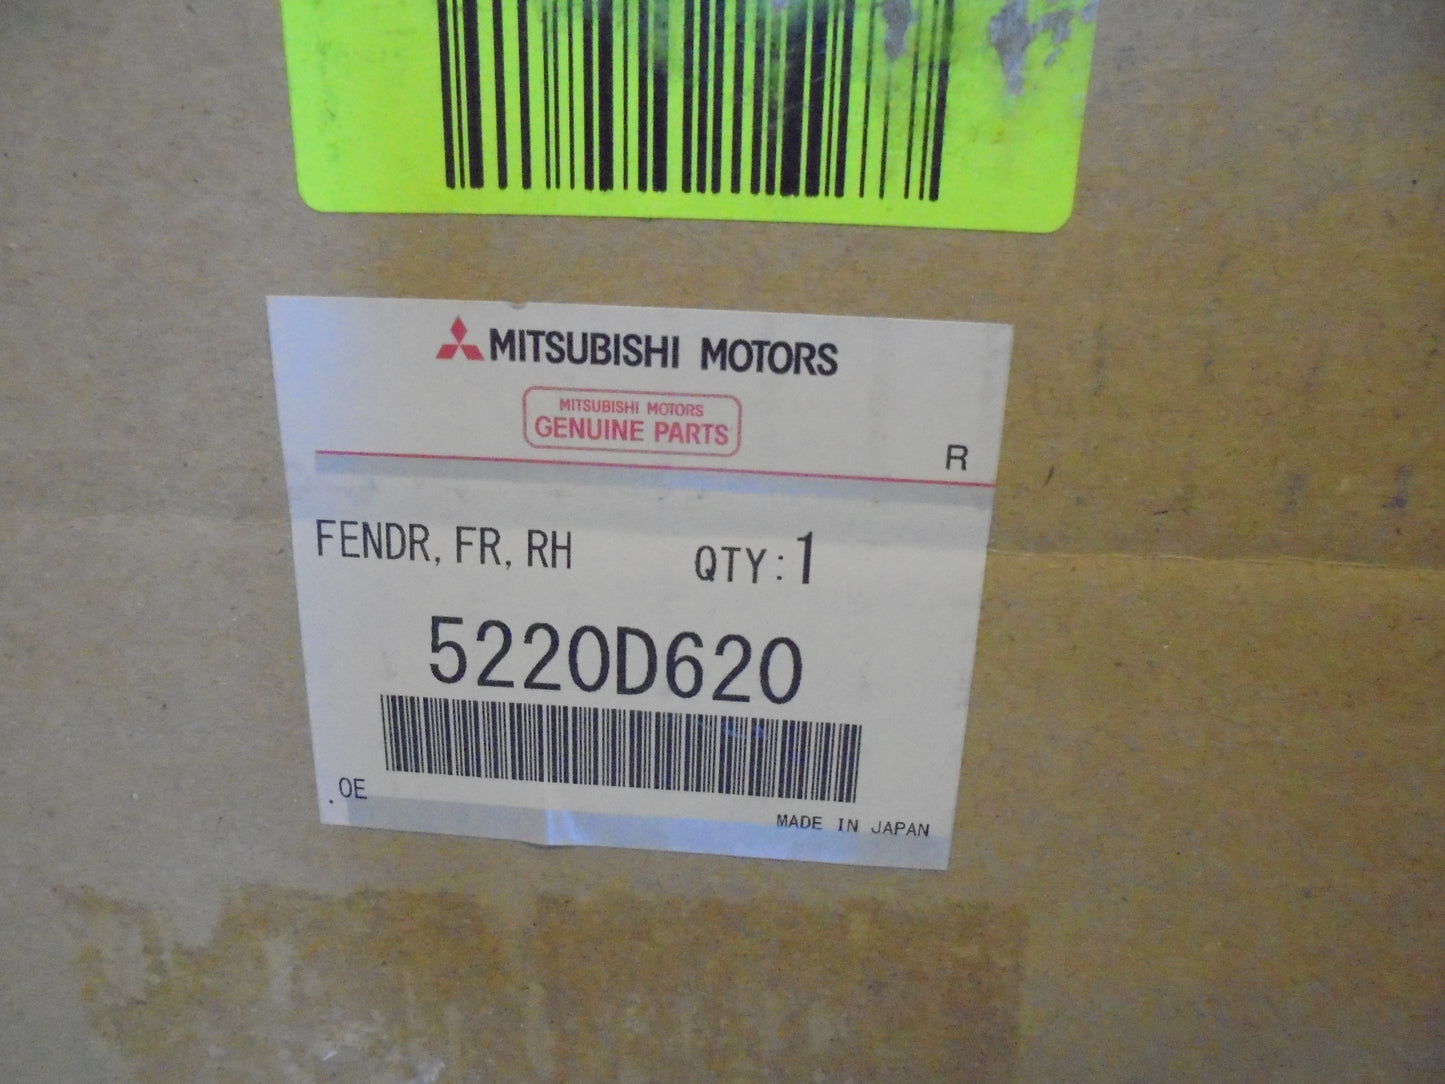 MITSUBISHI MOTORS
MITSUBISHI MOTORS
GENUINE PARTS
R
FENDR, FR, RH QTY:1
5220D620
.OE
MADE IN JAPAN